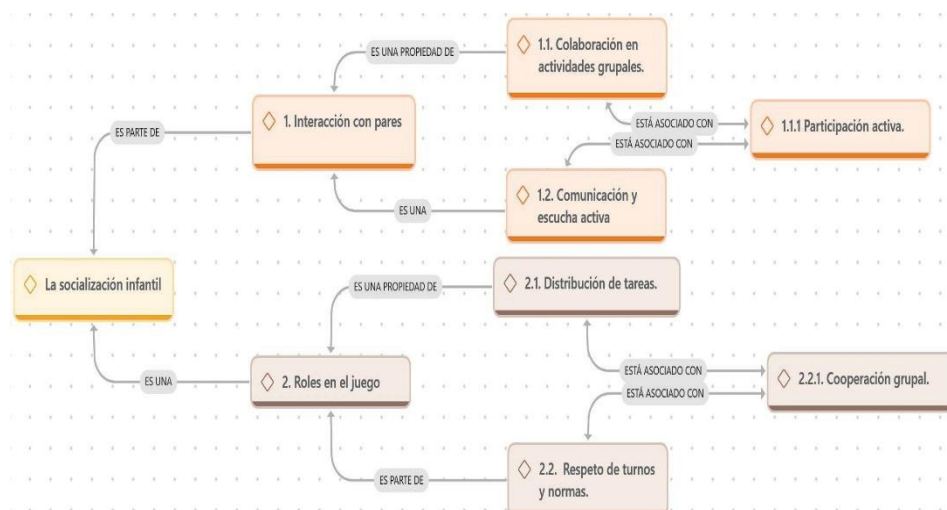 ES UNA PROPIEDAD DE
1.1. Colaboración en
actividades grupales.
ES PARTE DE
1. Interacción con pares
ESTÁ ASOCIADO CON
1.1.1 Participación activa.
ESTÁ ASOCIADO CON
ES UNA
1.2. Comunicación y
escucha activa
La socialización infantil
ES UNA PROPIEDAD DE
2.1. Distribución de tareas.
ES UNA
2. Roles en el juego
ESTÁ ASOCIADO CON
2.2.1. Cooperación grupal.
ESTÁ ASOCIADO CON
ES PARTE DE
2.2. Respeto de turnos
y normas.